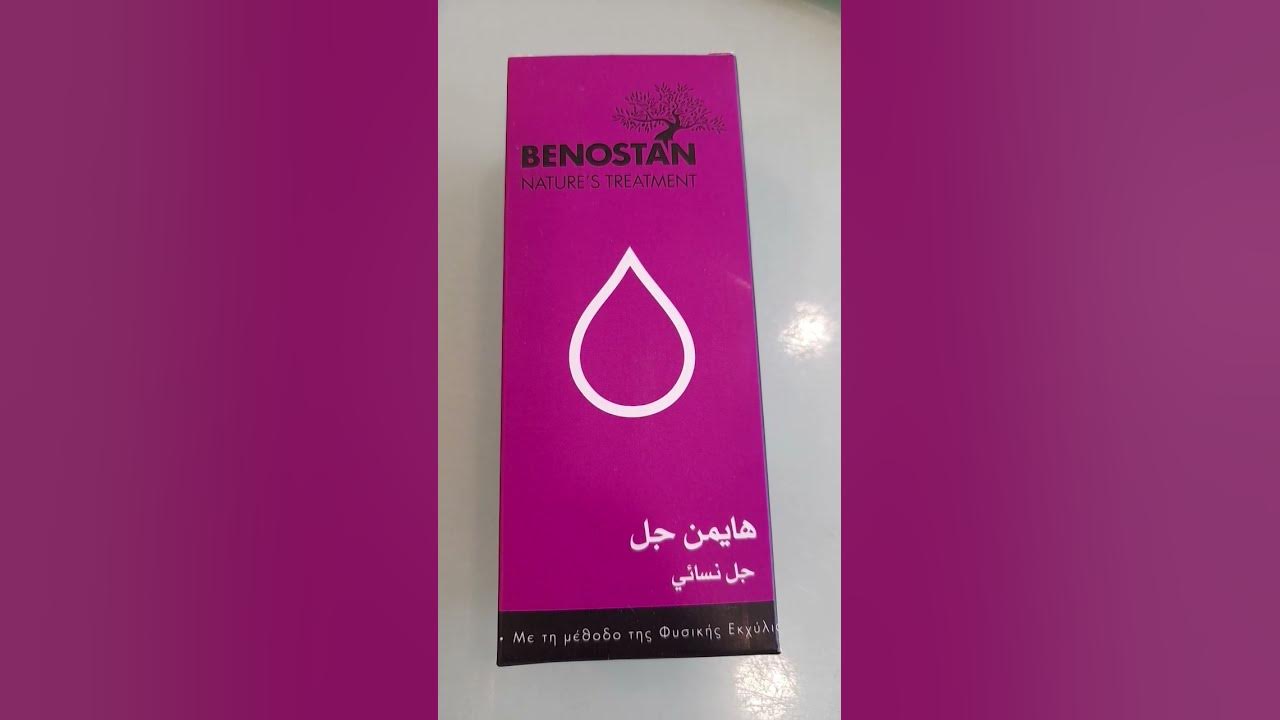 BENOSTAN
NATURE'S TREATMENT
هايمن جل
جل نسائي
• Με τη μέθοδο της Φυσικής